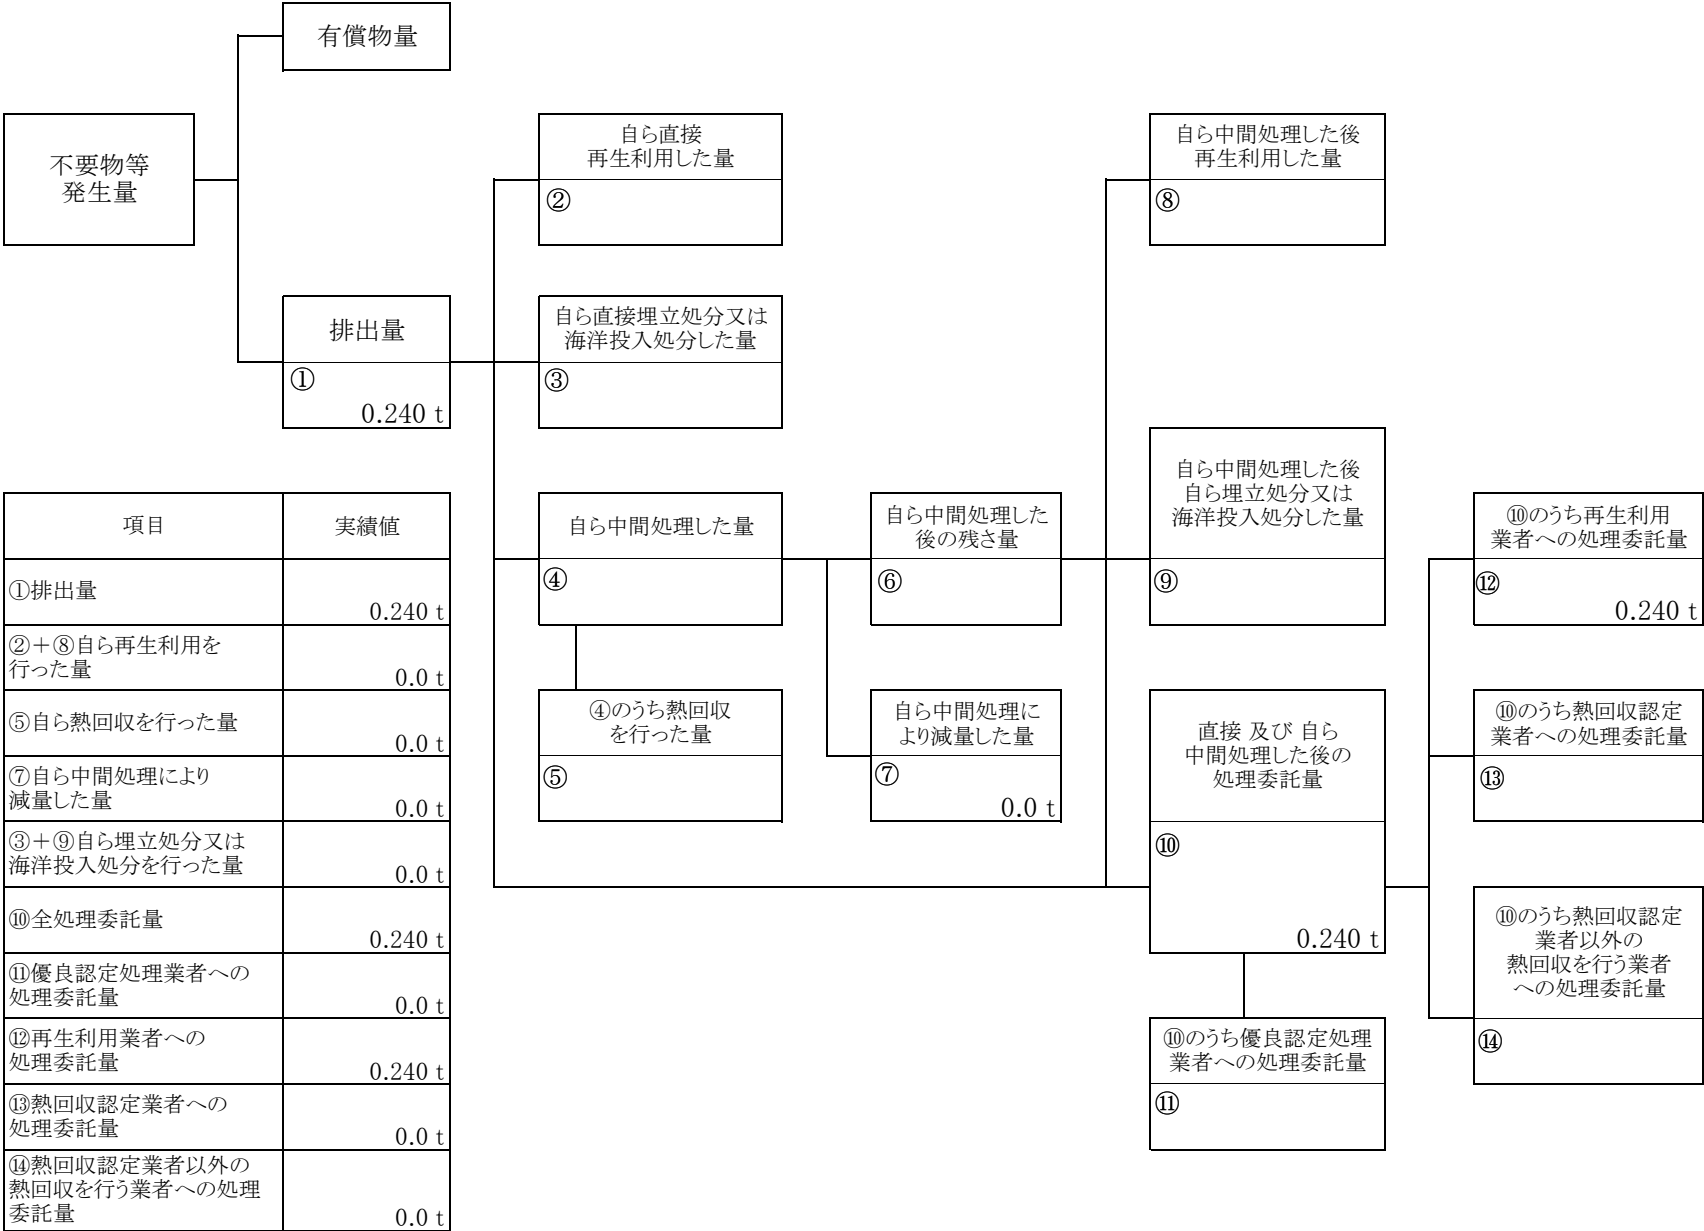 有償物量
不要物等
発生量
自ら直接
再生利用した量
②
自ら中間処理した後
再生利用した量
⑧
排出量
①
0.240 t
自ら直接埋立処分又は
海洋投入処分した量
③
自ら中間処理した量
④
自ら中間処理した
後の残さ量
⑥
自ら中間処理した後
自ら埋立処分又は
海洋投入処分した量
⑨
⑩のうち再生利用
業者への処理委託量
⑫
0.240 t
④のうち熱回収
を行った量
⑤
自ら中間処理に
より減量した量
⑦
0.0 t
直接 及び 自ら
中間処理した後の
処理委託量
⑩
0.240 t
⑩のうち熱回収認定
業者への処理委託量
⑬
⑩のうち熱回収認定
業者以外の
熱回収を行う業者
への処理委託量
⑭
⑩のうち優良認定処理
業者への処理委託量
⑪
項目
実績値
①排出量
0.240 t
②＋⑧自ら再生利用を
行った量
0.0 t
⑤自ら熱回収を行った量
0.0 t
⑦自ら中間処理により
減量した量
0.0 t
③＋⑨自ら埋立処分又は
海洋投入処分を行った量
0.0 t
⑩全処理委託量
0.240 t
⑪優良認定処理業者への
処理委託量
0.0 t
⑫再生利用業者への
処理委託量
0.240 t
⑬熱回収認定業者への
処理委託量
0.0 t
⑭熱回収認定業者以外の
熱回収を行う業者への処理
委託量
0.0 t